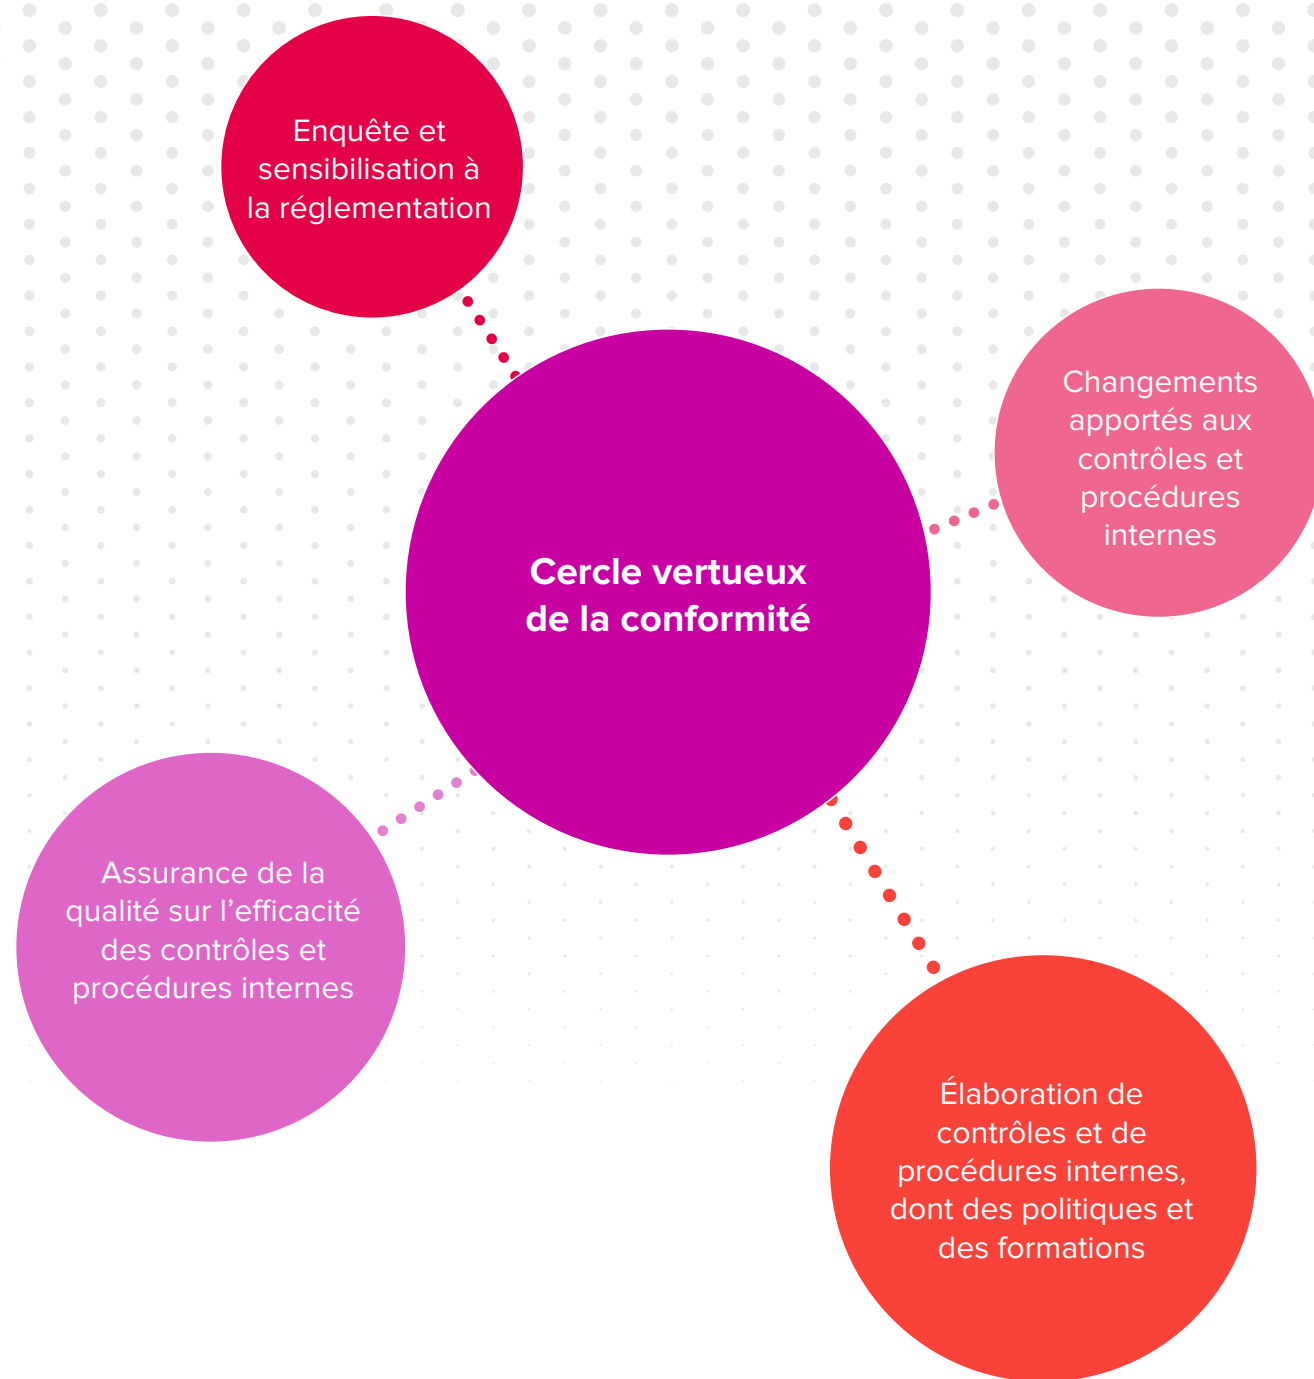 Enquête et
sensibilisation à
la réglementation
Changements
apportés aux
contrôles et
procédures
internes
Cercle vertueux
de la conformité
Assurance de la
qualité sur l’efficacité
des contrôles et
procédures internes
Élaboration de
contrôles et de
procédures internes,
dont des politiques et
des formations